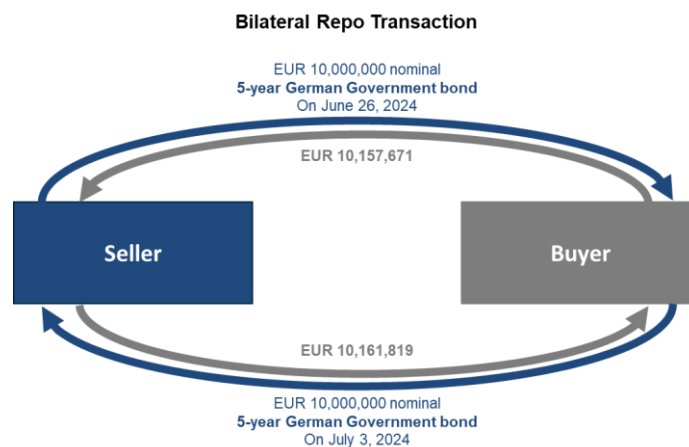 Bilateral Repo Transaction
EUR 10,000,000 nominal
5-year German Government bond
On June 26, 2024
EUR 10,157,671
Seller
Buyer
EUR 10,161,819
EUR 10,000,000 nominal
5-year German Government bond
On July 3, 2024